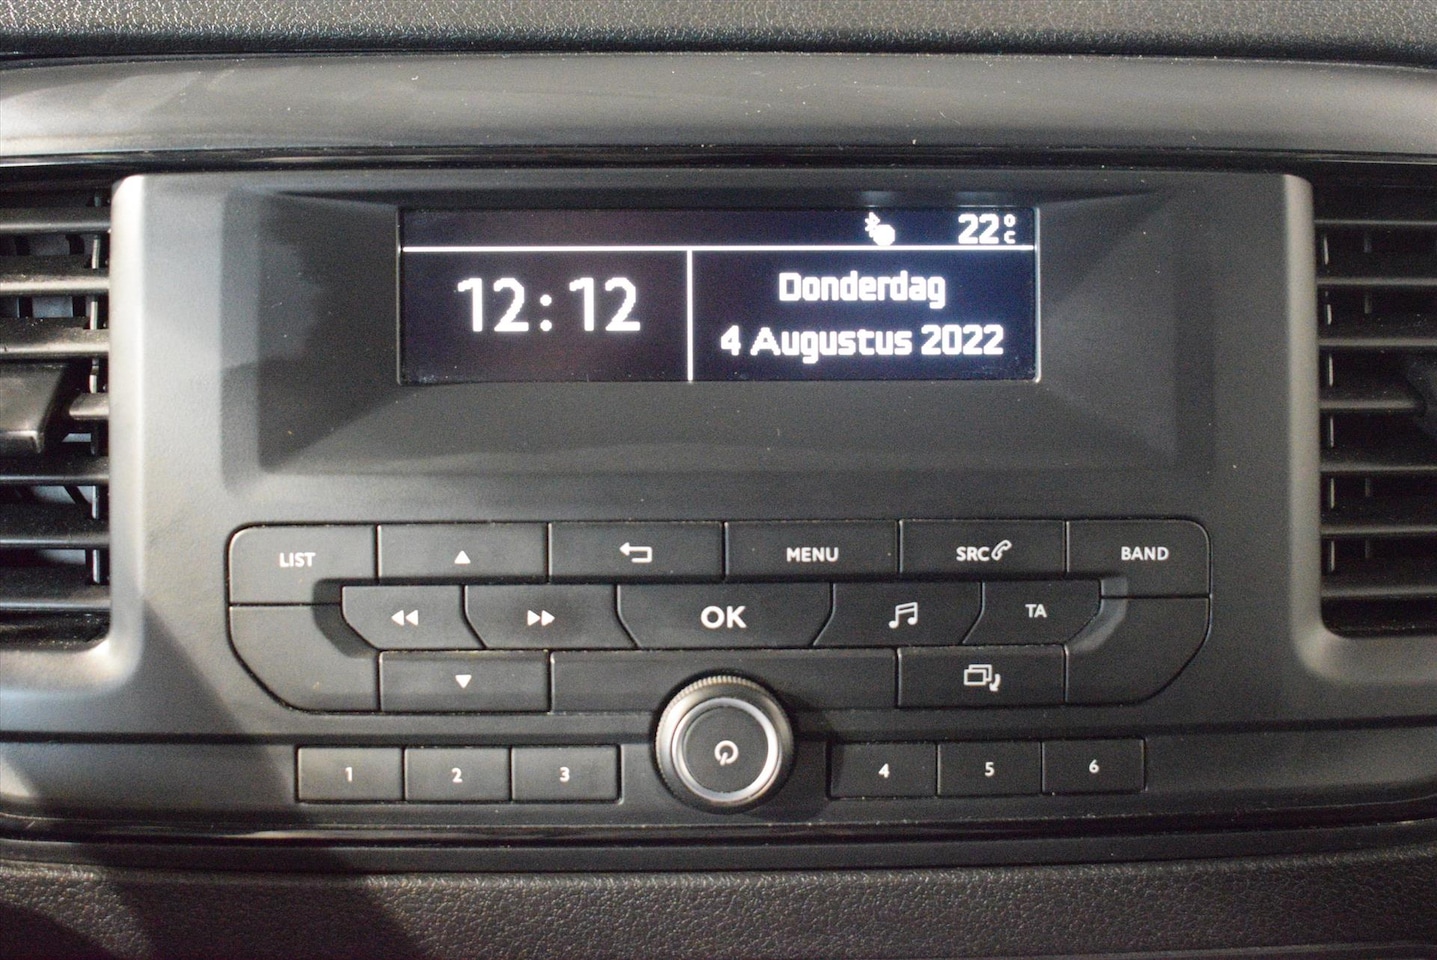 22°C
12:12
Donderdag
4 Augustus 2022
LIST
MENU
SRC
BAND
OK
TA
1
2
3
4
5
6